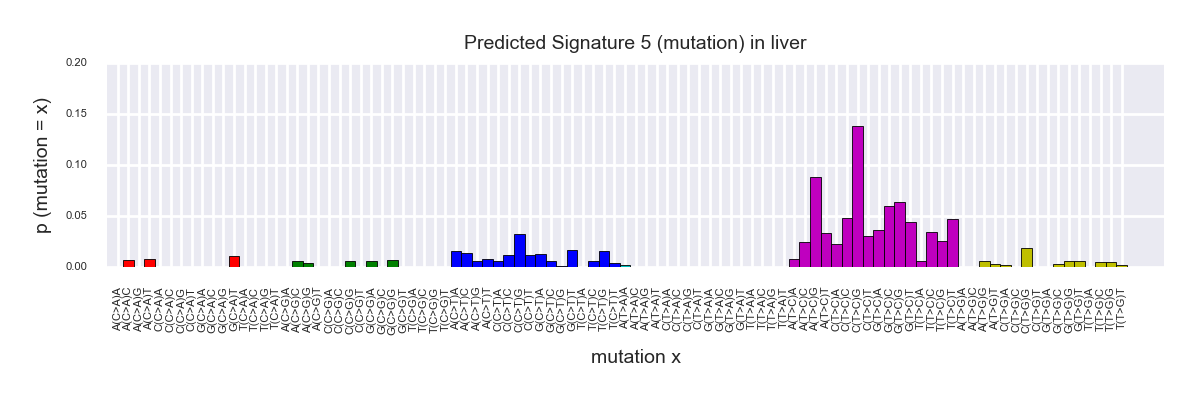 Predicted Signature 5 (mutation) in liver
p (mutation = x)
0.20
0.15
0.10
0.05
0.00
A(C>A)A
A(C>A)C
A(C>A)G
A(C>A)T
C(C>A)A
C(C>A)C
C(C>A)G
C(C>A)T
G(C>A)A
G(C>A)C
G(C>A)G
G(C>A)T
T(C>A)A
T(C>A)C
T(C>A)G
T(C>A)T
A(C>G)A
A(C>G)C
A(C>G)G
A(C>G)T
C(C>G)A
C(C>G)C
C(C>G)G
C(C>G)T
G(C>G)A
G(C>G)C
G(C>G)G
G(C>G)T
T(C>G)A
T(C>G)C
T(C>G)G
T(C>G)T
A(C>T)A
A(C>T)C
A(C>T)G
A(C>T)T
C(C>T)A
C(C>T)C
C(C>T)G
C(C>T)T
G(C>T)A
G(C>T)C
G(C>T)G
G(C>T)T
T(C>T)A
T(C>T)C
T(C>T)G
T(C>T)T
A(T>A)A
A(T>A)C
A(T>A)G
A(T>A)T
C(T>A)A
C(T>A)C
C(T>A)G
C(T>A)T
G(T>A)A
G(T>A)C
G(T>A)G
G(T>A)T
T(T>A)A
T(T>A)C
T(T>A)G
T(T>A)T
A(T>C)A
A(T>C)C
A(T>C)G
A(T>C)T
C(T>C)A
C(T>C)C
C(T>C)G
C(T>C)T
G(T>C)A
G(T>C)C
G(T>C)G
G(T>C)T
T(T>C)A
T(T>C)C
T(T>C)G
T(T>C)T
A(T>G)A
A(T>G)C
A(T>G)G
A(T>G)T
C(T>G)A
C(T>G)C
C(T>G)G
C(T>G)T
G(T>G)A
G(T>G)C
G(T>G)G
G(T>G)T
T(T>G)A
T(T>G)C
T(T>G)G
T(T>G)T
mutation x